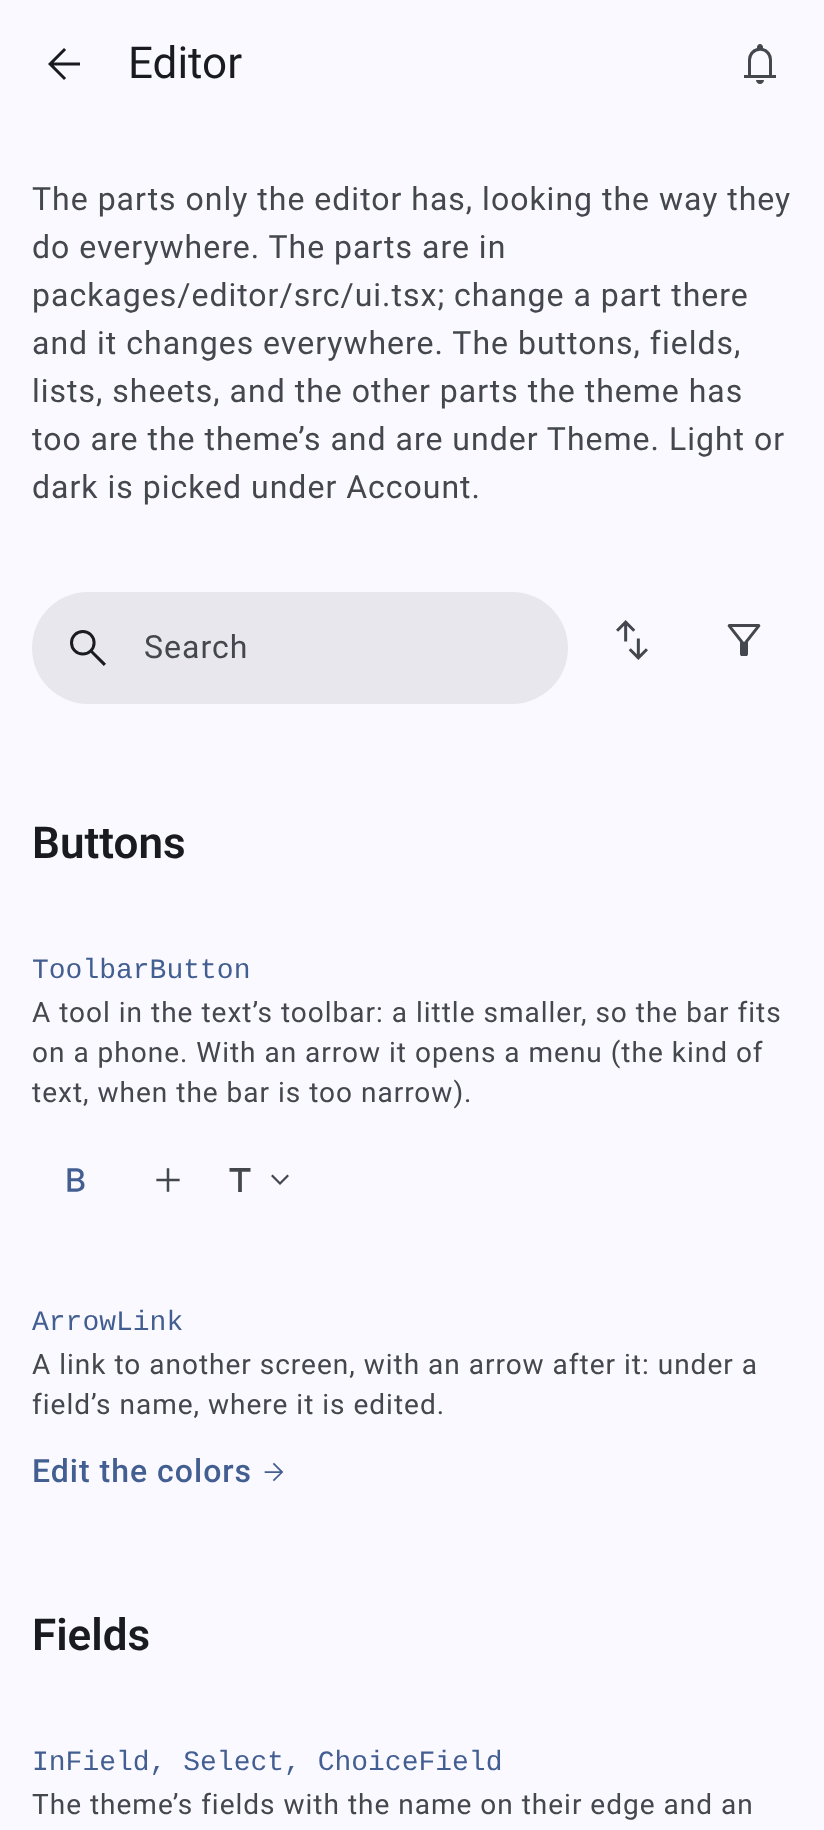 Editor
The parts only the editor has, looking the way they
do everywhere. The parts are in
packages/editor/src/ui.tsx; change a part there
and it changes everywhere. The buttons, fields,
lists, sheets, and the other parts the theme has
too are the theme’s and are under Theme. Light or
dark is picked under Account.
Search
Buttons
ToolbarButton
A tool in the text’s toolbar: a little smaller, so the bar fits
on a phone. With an arrow it opens a menu (the kind of
text, when the bar is too narrow).
B + T
ArrowLink
A link to another screen, with an arrow after it: under a
field’s name, where it is edited.
Edit the colors →
Fields
InField, Select, ChoiceField
The theme’s fields with the name on their edge and an